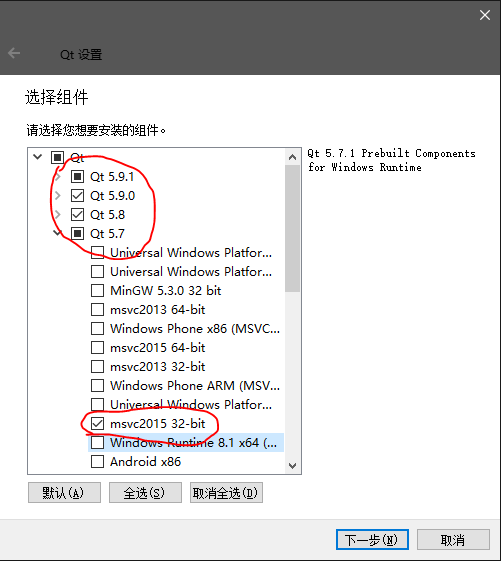 Qt 设置
选择组件
请选择您想要安装的组件。
Qt
Qt 5.9.1
Qt 5.9.0
Qt 5.8
Qt 5.7
Universal Windows Platfor...
Universal Windows Platfor...
MinGW 5.3.0 32 bit
msvc2013 64-bit
Windows Phone x86 (MSVC...
msvc2015 64-bit
msvc2013 32-bit
Windows Phone ARM (MSV...
Universal Windows Platfor...
msvc2015 32-bit
Windows Runtime 8.1 x64 (...
Android x86
Qt 5.7.1 Prebuilt Components
for Windows Runtime
默认(A) 全选(S) 取消全选(D)
下一步(N) 取消